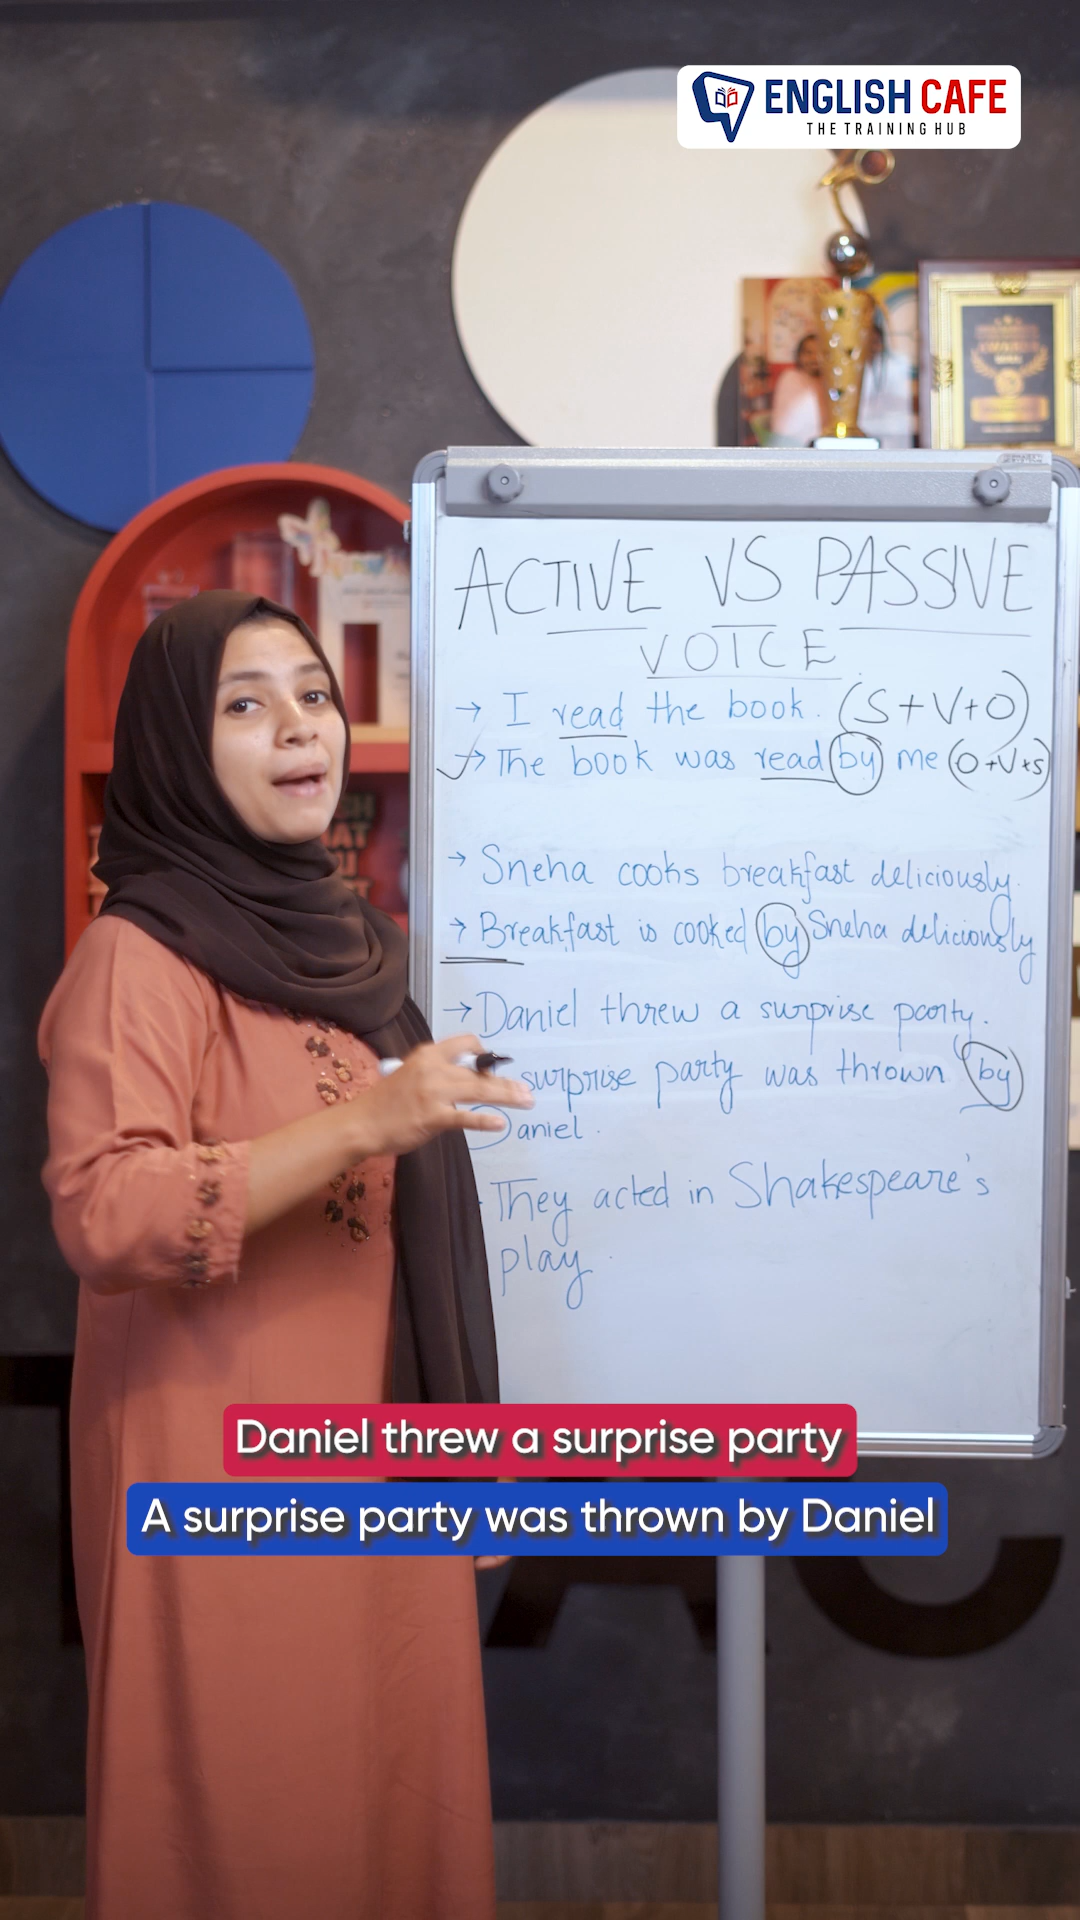 ENGLISH CAFE
THE TRAINING HUB
ACTIVE VS PASSIVE
VOICE
→ I read the book. (S+V+O)
→ The book was read by me (O+V+S)
→ Sneha cooks breakfast deliciously.
→ Breakfast is cooked by Sneha deliciously
→ Daniel threw a surprise party.
surprise party was thrown by
Daniel.
They acted in Shakespeare's
play.
Daniel threw a surprise party
A surprise party was thrown by Daniel